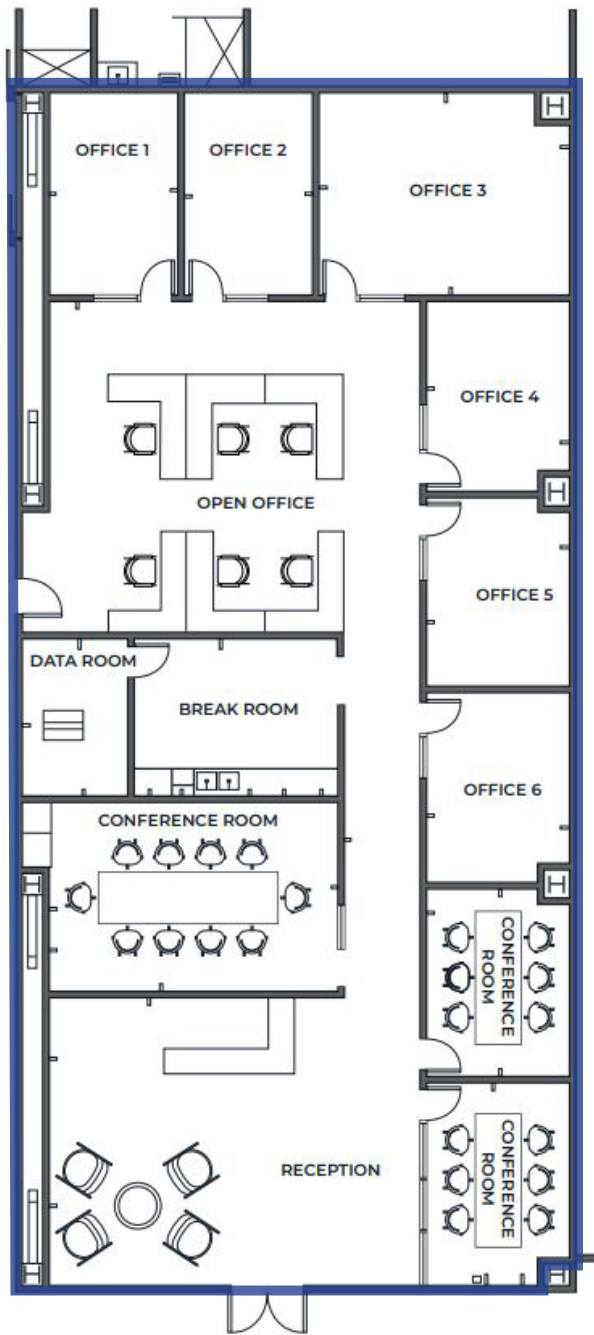 OFFICE 1
OFFICE 2
OFFICE 3
OFFICE 4
OPEN OFFICE
OFFICE 5
DATA ROOM
BREAK ROOM
OFFICE 6
CONFERENCE ROOM
CONFERENCE
ROOM
RECEPTION
CONFERENCE
ROOM